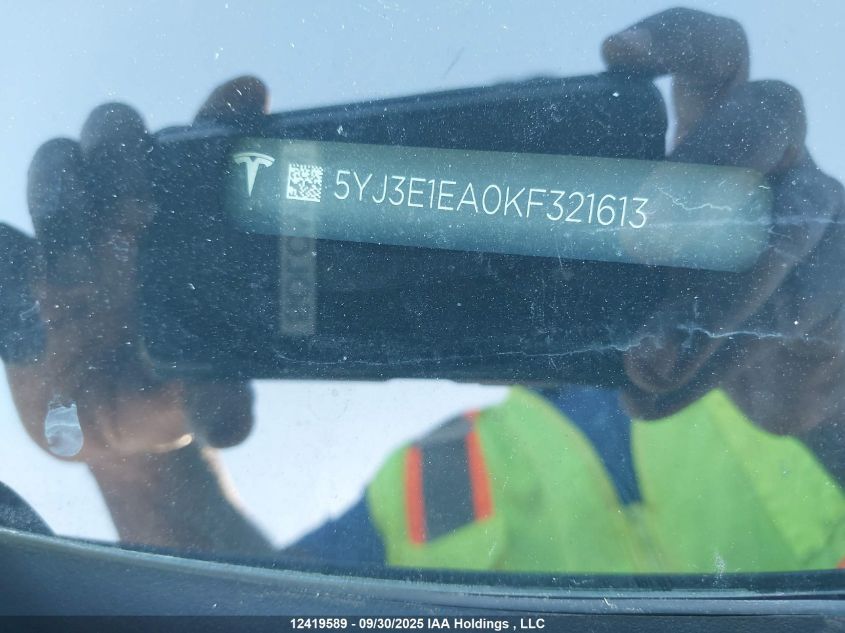 5YJ3E1EA0KF321613
12419589 - 09/30/2025 IAA Holdings , LLC